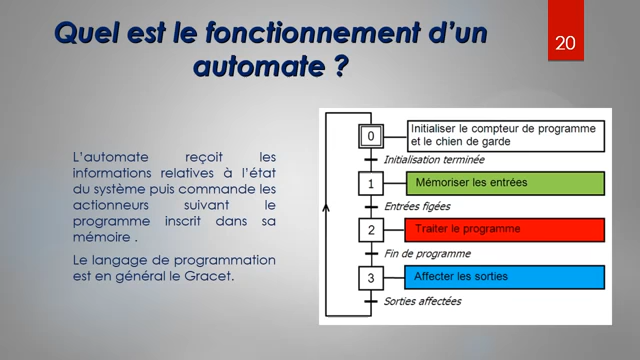 Quel est le fonctionnement d'un
automate ?
20
L'automate reçoit les
informations relatives à l'état
du système puis commande les
actionneurs suivant le
programme inscrit dans sa
mémoire .
Le langage de programmation
est en général le Gracet.
0
Initialiser le compteur de programme
et le chien de garde
Initialisation terminée
1
Mémoriser les entrées
Entrées figées
2
Traiter le programme
Fin de programme
3
Affecter les sorties
Sorties affectées